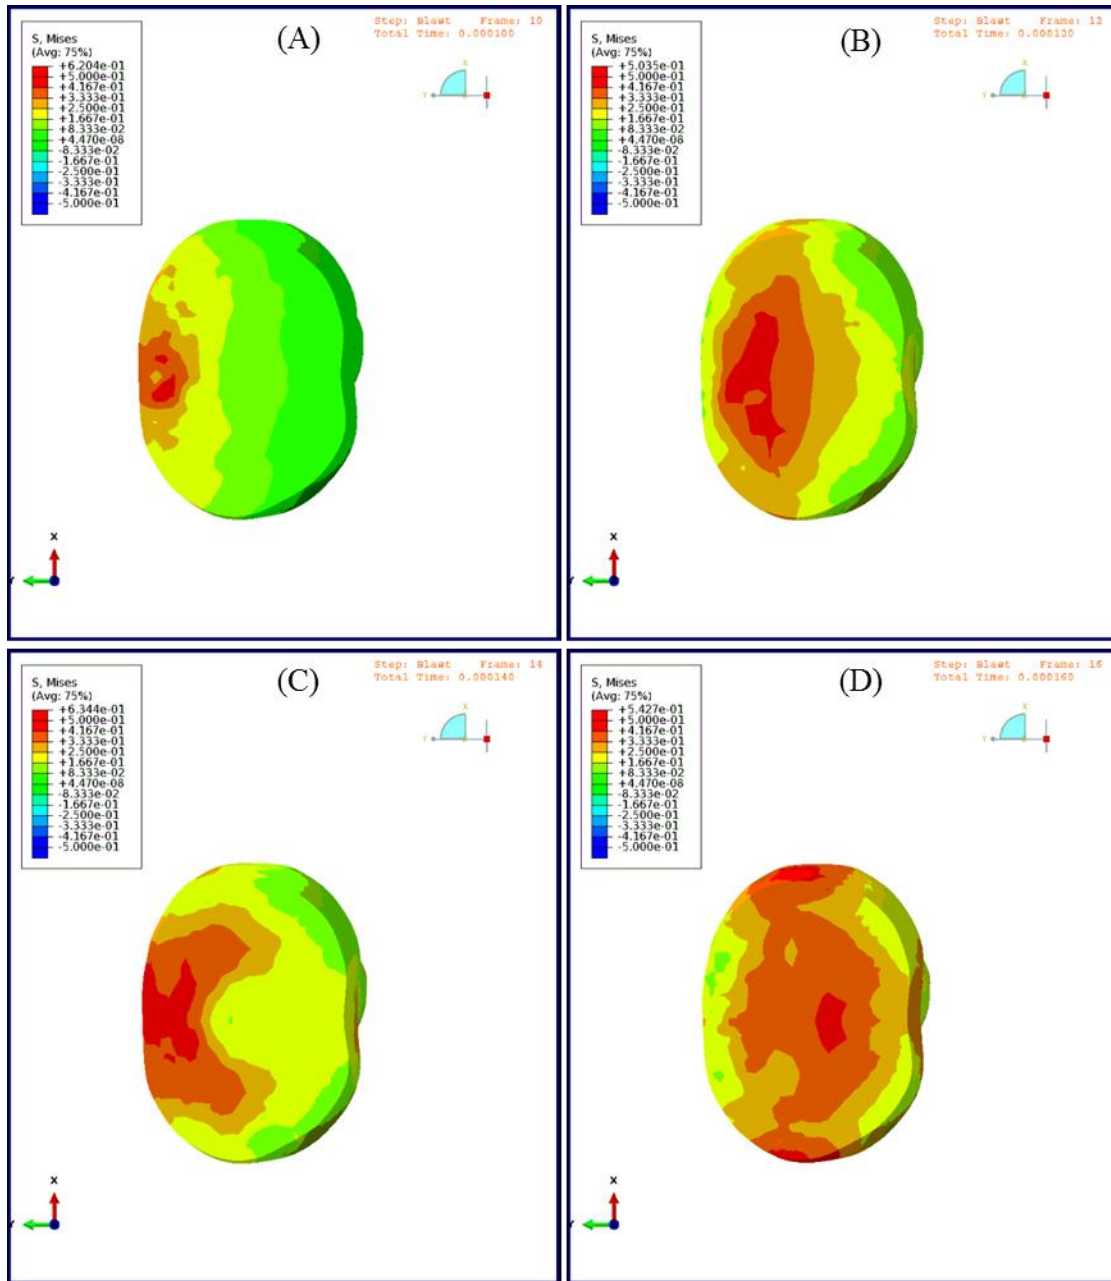 (A)
Step: Blast Frame: 10
Total Time: 0.000100
S, Mises
(Avg: 75%)
+6.204e-01
+5.000e-01
+4.167e-01
+3.333e-01
+2.500e-01
+1.667e-01
+8.333e-02
+4.470e-08
-8.333e-02
-1.667e-01
-2.500e-01
-3.333e-01
-4.167e-01
-5.000e-01
X
Y
X
Y
(B)
Step: Blast Frame: 12
Total Time: 0.000120
S, Mises
(Avg: 75%)
+5.035e-01
+5.000e-01
+4.167e-01
+3.333e-01
+2.500e-01
+1.667e-01
+8.333e-02
+4.470e-08
-8.333e-02
-1.667e-01
-2.500e-01
-3.333e-01
-4.167e-01
-5.000e-01
X
Y
X
Y
(C)
Step: Blast Frame: 14
Total Time: 0.000140
S, Mises
(Avg: 75%)
+6.344e-01
+5.000e-01
+4.167e-01
+3.333e-01
+2.500e-01
+1.667e-01
+8.333e-02
+4.470e-08
-8.333e-02
-1.667e-01
-2.500e-01
-3.333e-01
-4.167e-01
-5.000e-01
X
Y
X
Y
(D)
Step: Blast Frame: 16
Total Time: 0.000160
S, Mises
(Avg: 75%)
+5.427e-01
+5.000e-01
+4.167e-01
+3.333e-01
+2.500e-01
+1.667e-01
+8.333e-02
+4.470e-08
-8.333e-02
-1.667e-01
-2.500e-01
-3.333e-01
-4.167e-01
-5.000e-01
X
Y
X
Y